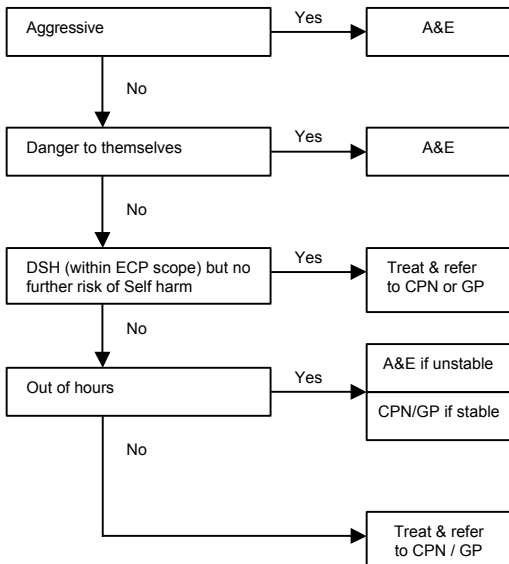 Aggressive
Yes
A&E
No
Danger to themselves
Yes
A&E
No
DSH (within ECP scope) but no
further risk of Self harm
Yes
Treat & refer
to CPN or GP
No
Out of hours
Yes
A&E if unstable
CPN/GP if stable
No
Treat & refer
to CPN / GP